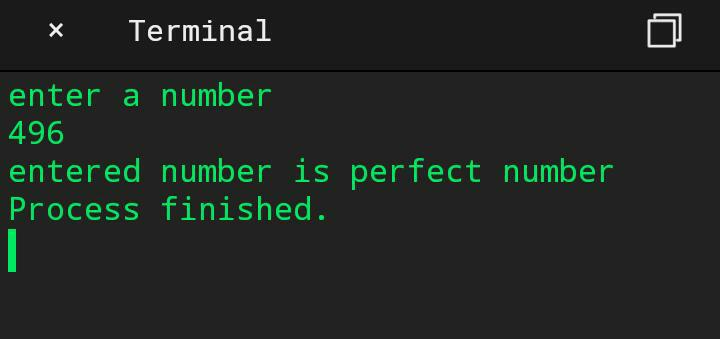 × Terminal
enter a number
496
entered number is perfect number
Process finished.